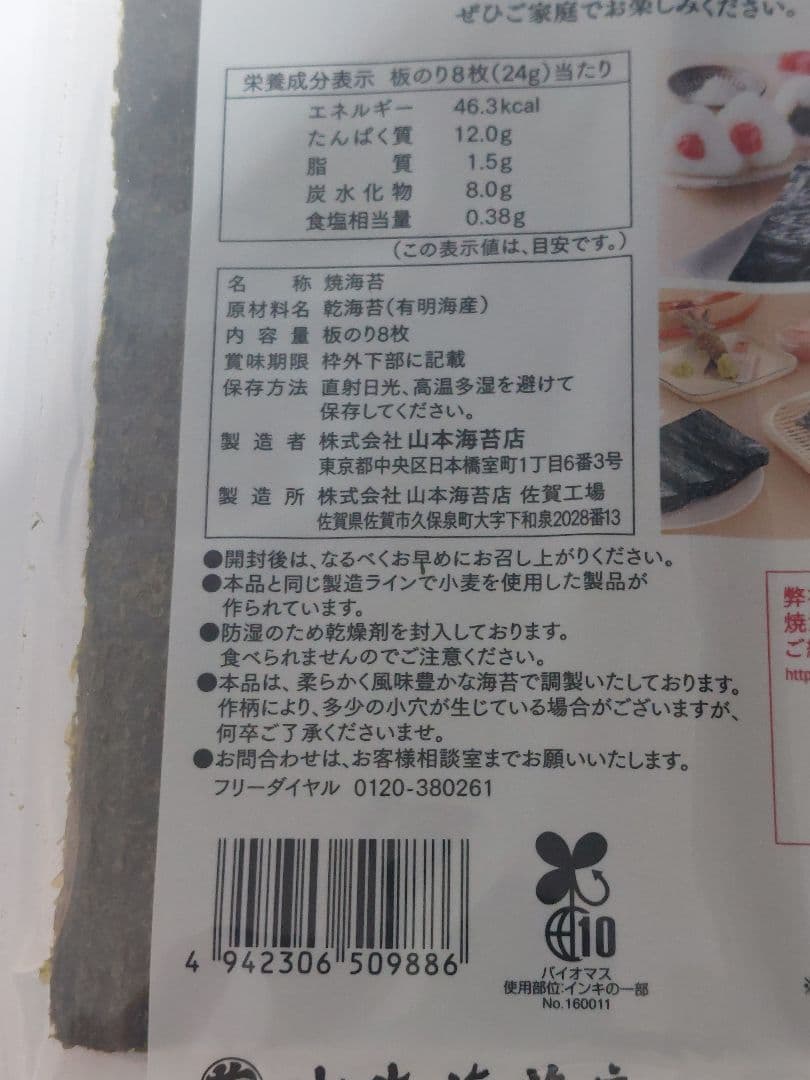 ぜひご家庭でお楽しみください。
栄養成分表示 板のり8枚(24g)当たり
エネルギー 46.3kcal
たんぱく質 12.0g
脂質 1.5g
炭水化物 8.0g
食塩相当量 0.38g
(この表示値は、目安です。)
名称 焼海苔
原材料名 乾海苔(有明海産)
内容量 板のり8枚
賞味期限 枠外下部に記載
保存方法 直射日光、高温多湿を避けて
保存してください。
製造者 株式会社 山本海苔店
東京都中央区日本橋室町1丁目6番3号
製造所 株式会社 山本海苔店 佐賀工場
佐賀県佐賀市久保泉町大字下和泉2028番13
●開封後は、なるべくお早めにお召し上がりください。
●本品と同じ製造ラインで小麦を使用した製品が
作られています。
●防湿のため乾燥剤を封入しております。
食べられませんのでご注意ください。
●本品は、柔らかく風味豊かな海苔で調製いたしております。
作柄により、多少の小穴が生じている場合がございますが、
何卒ご了承くださいませ。
●お問合わせは、お客様相談室までお願いいたします。
フリーダイヤル 0120-380261
弊
焼
ご
http
4 942306 509886
10
バイオマス
使用部位:インキの一部
No.160011